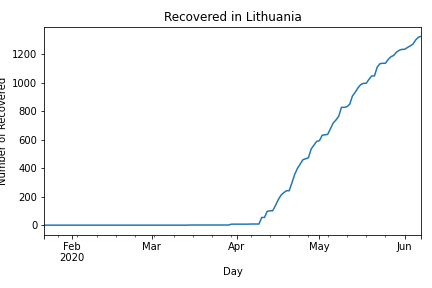 Recovered in Lithuania
Number of Recovered
1200
1000
800
600
400
200
0
Feb
2020
Mar
Apr
May
Jun
Day